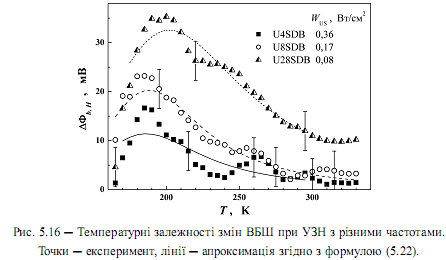 W_US, Вт/см²
U4SDB 0,36
U8SDB 0,17
U28SDB 0,08
30
20
10
0
ΔΦ_b, H, мВ
200 250 300
T, K
Рис. 5.16 – Температурні залежності змін ВБШ при УЗН з різними частотами.
Точки – експеримент, лінії – апроксимація згідно з формулою (5.22).